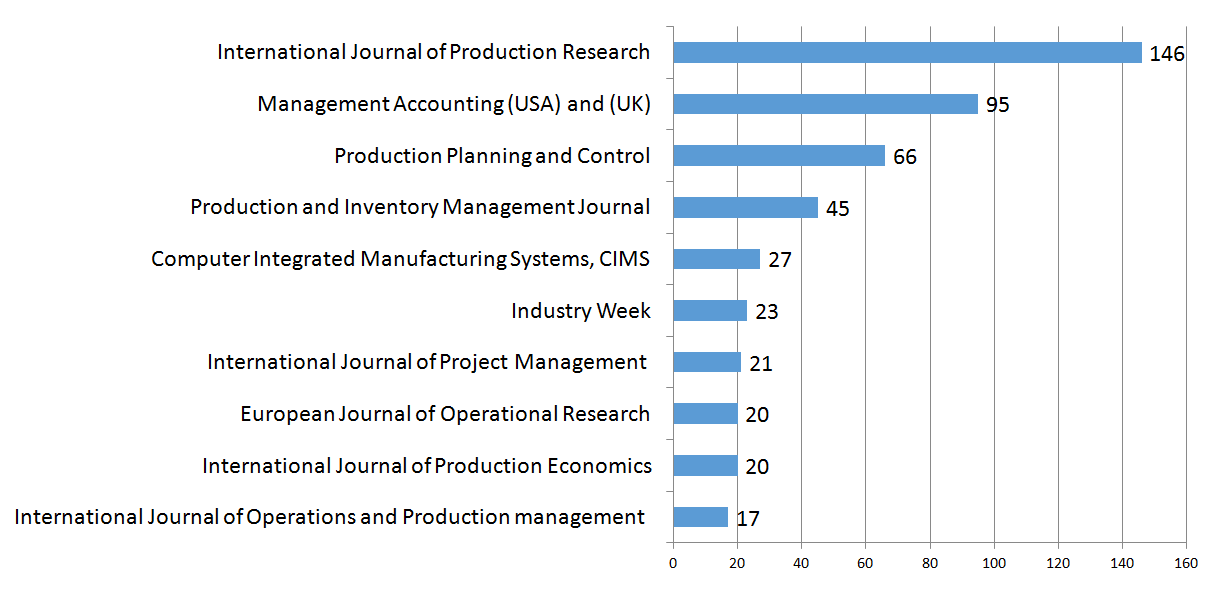 International Journal of Production Research 146
Management Accounting (USA) and (UK) 95
Production Planning and Control 66
Production and Inventory Management Journal 45
Computer Integrated Manufacturing Systems, CIMS 27
Industry Week 23
International Journal of Project Management 21
European Journal of Operational Research 20
International Journal of Production Economics 20
International Journal of Operations and Production management 17
0 20 40 60 80 100 120 140 160